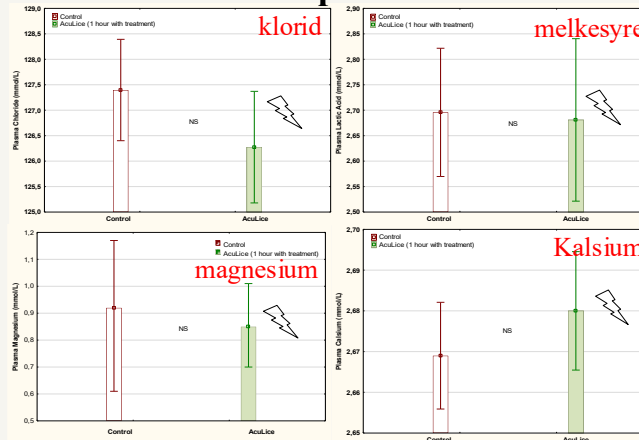 129,0
128,5
128,0
127,5
127,0
126,5
126,0
125,5
125,0
Plasma Chloride (mmol/L)
Control
AcuLice (1 hour with treatment)
klorid
NS
Control
AcuLice
2,90
2,85
2,80
2,75
2,70
2,65
2,60
2,55
2,50
Plasma Lactic Acid (mmol/L)
Control
AcuLice (1 hour with treatment)
melkesyre
NS
Control
AcuLice
1,2
1,1
1,0
0,9
0,8
0,7
0,6
0,5
Plasma Magnesium (mmol/L)
Control
AcuLice (1 hour with treatment)
magnesium
NS
Control
AcuLice
2,70
2,69
2,68
2,67
2,66
2,65
Plasma Calsium (mmol/L)
Control
AcuLice (1 hour with treatment)
Kalsium
NS
Control
AcuLice